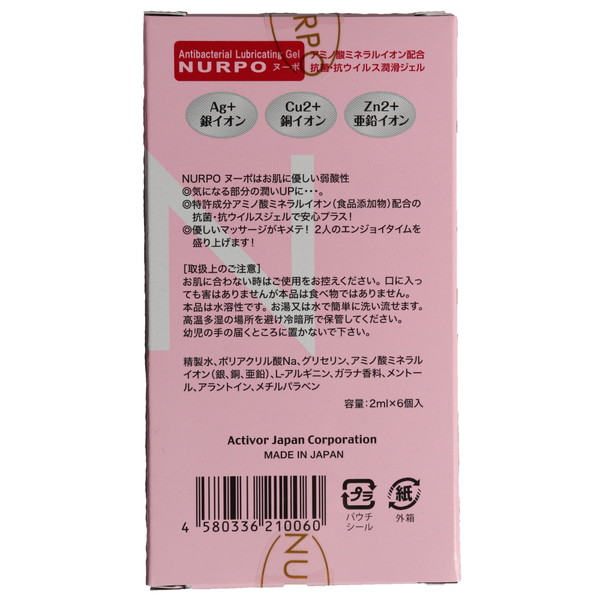 RPO
Antibacterial Lubricating Gel
NURPO ヌーポ
アミノ酸ミネラルイオン配合
抗菌・抗ウイルス潤滑ジェル
Ag+
銀イオン
Cu2+
銅イオン
Zn2+
亜鉛イオン
N
NURPO ヌーポはお肌に優しい弱酸性
◎気になる部分の潤いUPに・・・。
◎特許成分アミノ酸ミネラルイオン（食品添加物）配合の
抗菌・抗ウイルスジェルで安心プラス！
◎優しいマッサージがキメテ！ 2人のエンジョイタイムを
盛り上げます！
［取扱上のご注意］
お肌に合わない時はご使用をお控えください。口に入っ
ても害はありませんが本品は食べ物ではありません。
本品は水溶性です。お湯又は水で簡単に洗い流せます。
高温多湿の場所を避け冷暗所で保管してください。
幼児の手の届くところに置かないで下さい。
精製水、ポリアクリル酸Na、グリセリン、アミノ酸ミネラル
イオン（銀、銅、亜鉛）、L-アルギニン、ガラナ香料、メントー
ル、アラントイン、メチルパラベン
容量：2ml×6個入
Activor Japan Corporation
MADE IN JAPAN
4 580336 210060
プラ
パウチ
シール
紙
外箱
NU